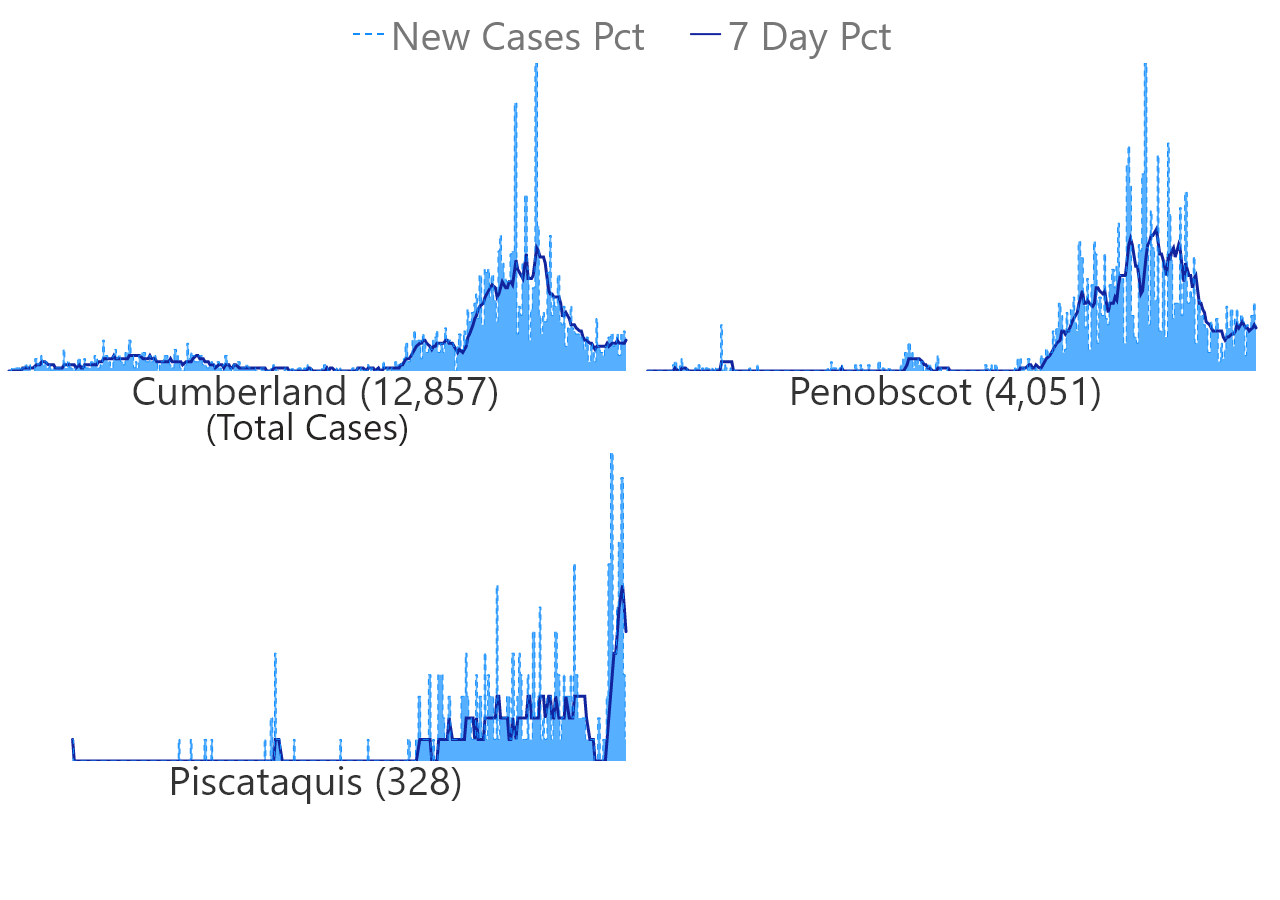 New Cases Pct 7 Day Pct
Cumberland (12,857)
(Total Cases)
Penobscot (4,051)
Piscataquis (328)